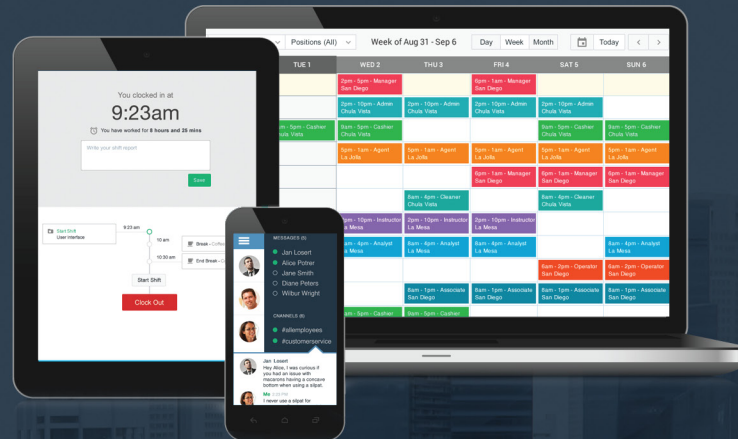 You clocked in at
9:23am
You have worked for 8 hours and 25 mins
Write your shift report
Save
Start Shift
User Interface
9:23 am
10 am
Break - Coffee
10:30 am
End Break -
Start Shift
Clock Out
Positions (All)
Week of Aug 31 - Sep 6
Day Week Month
Today
TUE 1 WED 2 THU 3 FRI 4 SAT 5 SUN 6
2pm - 5pm - Manager
San Diego
6pm - 1am - Manager
San Diego
2pm - 10pm - Admin
Chula Vista
2pm - 10pm - Admin
Chula Vista
2pm - 10pm - Admin
Chula Vista
2pm - 10pm - Admin
Chula Vista
- 5pm - Cashier
Vista
9am - 5pm - Cashier
Chula Vista
9am - 5pm - Cashier
Chula Vista
9am - 5pm - Cashier
Chula Vista
5pm - 1am - Agent
La Jolla
5pm - 1am - Agent
La Jolla
5pm - 1am - Agent
La Jolla
5pm - 1am - Agent
La Jolla
5pm - 1am - Agent
La Jolla
6pm - 1am - Manager
San Diego
6pm - 1am - Manager
San Diego
6pm - 1am - Manager
San Diego
8am - 4pm - Cleaner
Chula Vista
8am - 4pm - Cleaner
Chula Vista
- 10pm - Instructor
La Mesa
2pm - 10pm - Instructor
La Mesa
2pm - 10pm - Instructor
La Mesa
8am - 4pm - Analyst
La Mesa
8am - 4pm - Analyst
La Mesa
8am - 4pm - Analyst
La Mesa
8am - 4pm - Analyst
La Mesa
8am - 2pm - Operator
San Diego
8am - 1pm - Associate
San Diego
8am - 1pm - Associate
San Diego
8am - 1pm - Associate
San Diego
8am - 1pm - Associate
San Diego
- 5pm - Cashier
9am - 5pm - Cashier
MESSAGES (5)
Jan Losert
Alice Potrer
Jane Smith
Diane Peters
Wilbur Wright
CHANNELS (6)
#allemployees
#customerservice
Jan Losert
Hey Alice, I was curious if
you had an issue with
macarons having a concave
bottom when using a silpat.
Me
I never use a silpat for